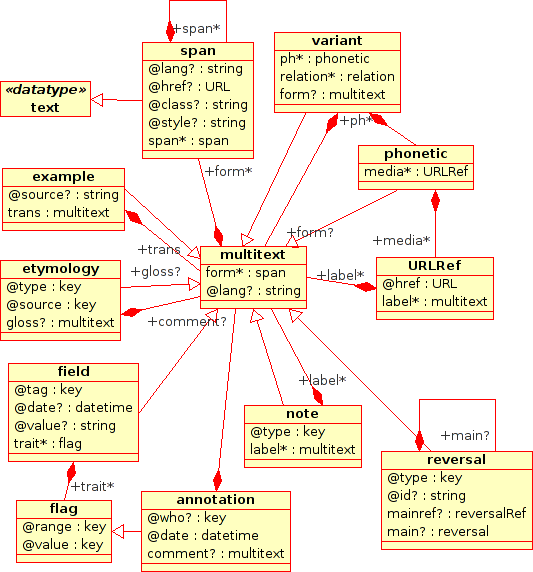 +span*
span
@lang? : string
@href? : URL
@class? : string
@style? : string
span* : span
variant
ph* : phonetic
relation* : relation
form? : multitext
«datatype»
text
+ph*
phonetic
media* : URLRef
+form*
example
@source? : string
trans : multitext
+trans
+form?
+media*
multitext
form* : span
@lang? : string
etymology
@type : key
@source : key
gloss? : multitext
+gloss?
+label*
URLRef
@href : URL
label* : multitext
+comment?
field
@tag : key
@date? : datetime
@value? : string
trait* : flag
+label*
note
@type : key
label* : multitext
+main?
reversal
@type : key
@id? : string
mainref? : reversalRef
main? : reversal
+trait*
flag
@range : key
@value : key
annotation
@who? : key
@date : datetime
comment? : multitext